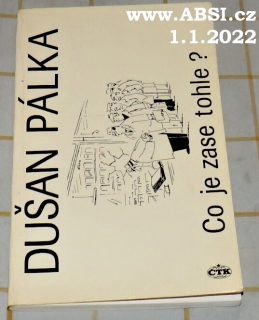 www.ABSI.cz
1.1.2022
DUŠAN PÁLKA
Co je zase tohle ?
ČTK